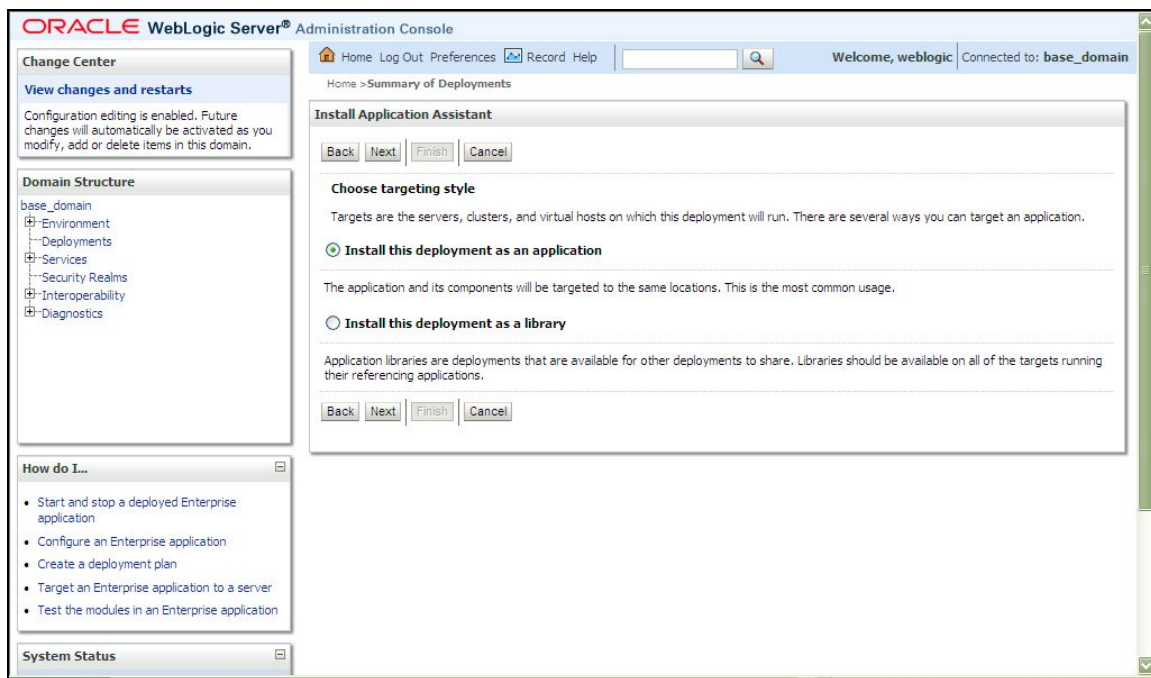 ORACLE WebLogic Server® Administration Console
Change Center
View changes and restarts
Configuration editing is enabled. Future
changes will automatically be activated as you
modify, add or delete items in this domain.
Domain Structure
base_domain
Environment
Deployments
Services
Security Realms
Interoperability
Diagnostics
How do I...
Start and stop a deployed Enterprise
application
Configure an Enterprise application
Create a deployment plan
Target an Enterprise application to a server
Test the modules in an Enterprise application
System Status
Home Log Out Preferences Record Help
Welcome, weblogic Connected to: base_domain
Home >Summary of Deployments
Install Application Assistant
Back Next Finish Cancel
Choose targeting style
Targets are the servers, clusters, and virtual hosts on which this deployment will run. There are several ways you can target an application.
Install this deployment as an application
The application and its components will be targeted to the same locations. This is the most common usage.
Install this deployment as a library
Application libraries are deployments that are available for other deployments to share. Libraries should be available on all of the targets running
their referencing applications.
Back Next Finish Cancel